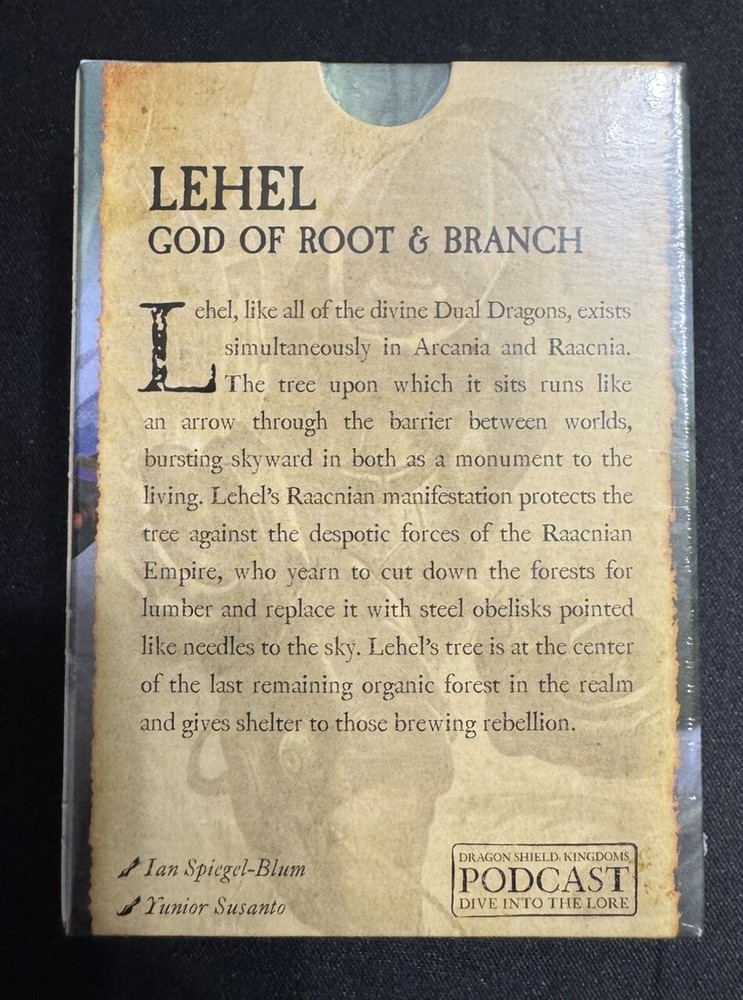 LEHEL
GOD OF ROOT & BRANCH
Lehel, like all of the divine Dual Dragons, exists
simultaneously in Arcania and Raacnia.
The tree upon which it sits runs like
an arrow through the barrier between worlds,
bursting skyward in both as a monument to the
living. Lehel's Raacnian manifestation protects the
tree against the despotic forces of the Raacnian
Empire, who yearn to cut down the forests for
lumber and replace it with steel obelisks pointed
like needles to the sky. Lehel's tree is at the center
of the last remaining organic forest in the realm
and gives shelter to those brewing rebellion.
Ian Spiegel-Blum
Yunior Susanto
DRAGON SHIELD: KINGDOMS
PODCAST
DIVE INTO THE LORE